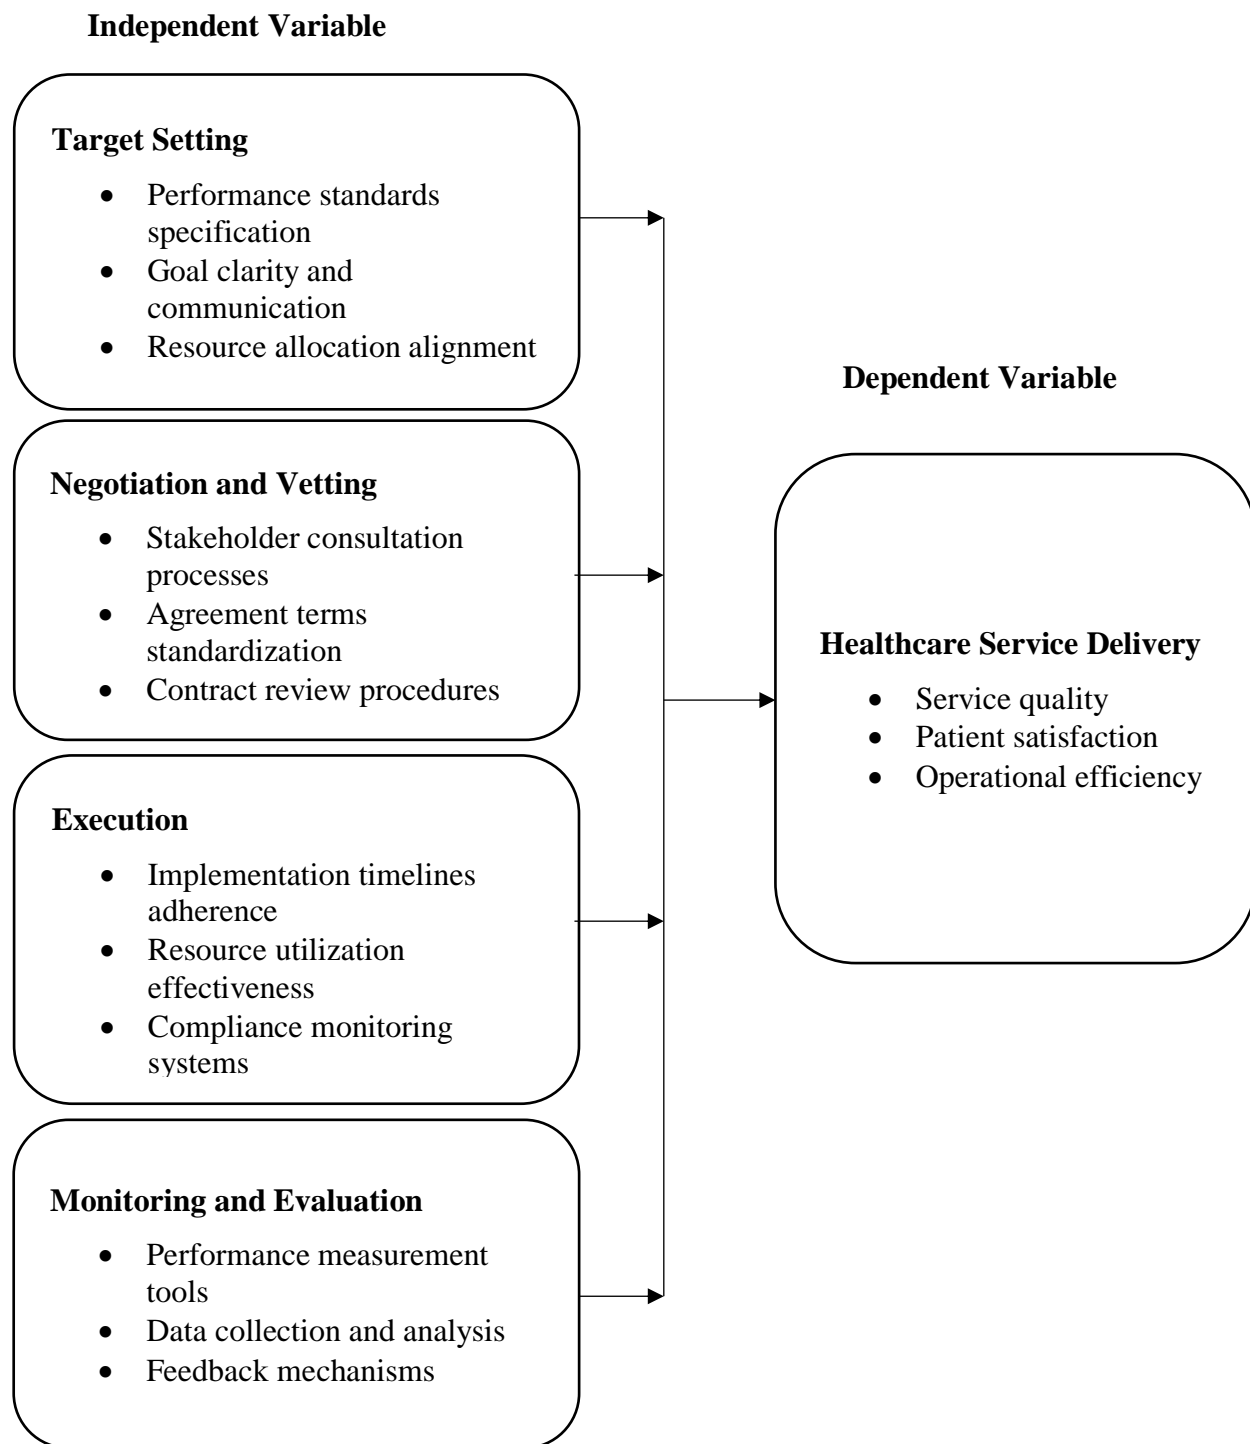 Independent Variable
Target Setting
• Performance standards
specification
• Goal clarity and
communication
• Resource allocation alignment
Negotiation and Vetting
• Stakeholder consultation
processes
• Agreement terms
standardization
• Contract review procedures
Execution
• Implementation timelines
adherence
• Resource utilization
effectiveness
• Compliance monitoring
systems
Monitoring and Evaluation
• Performance measurement
tools
• Data collection and analysis
• Feedback mechanisms
Dependent Variable
Healthcare Service Delivery
• Service quality
• Patient satisfaction
• Operational efficiency